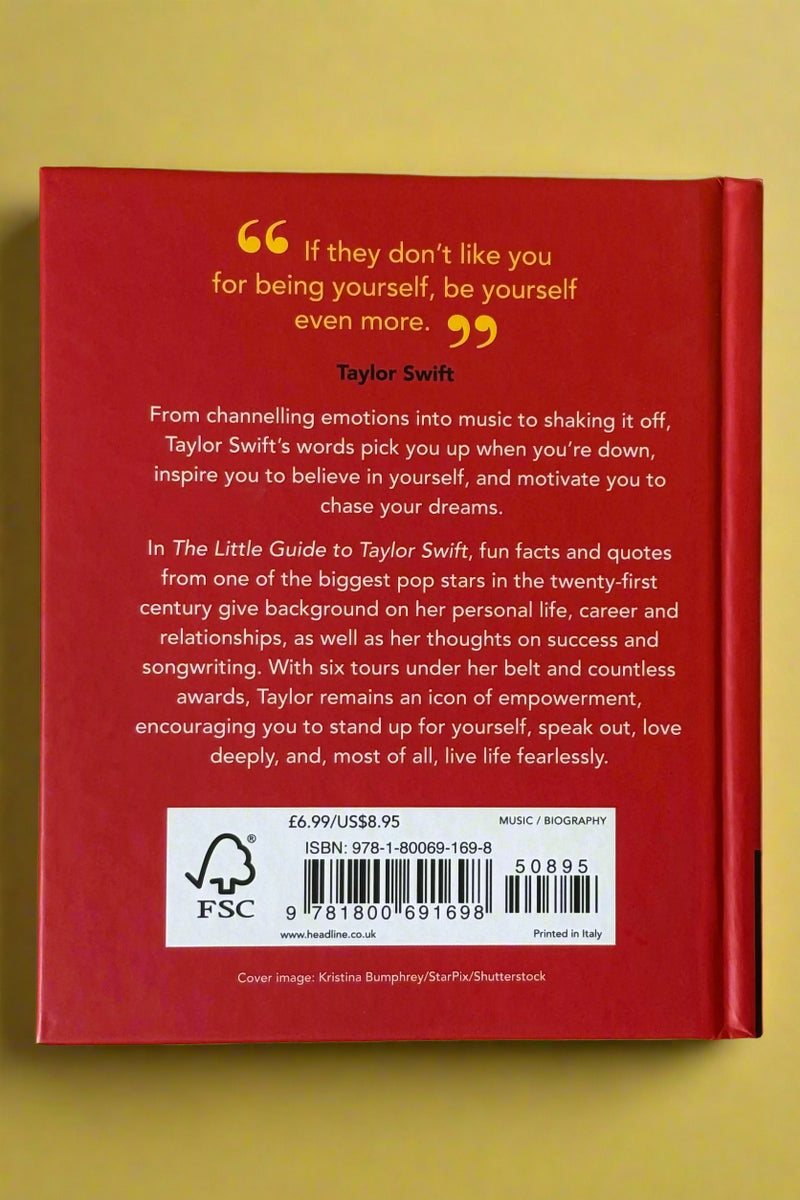 “ If they don’t like you
for being yourself, be yourself
even more. ”
Taylor Swift
From channelling emotions into music to shaking it off,
Taylor Swift’s words pick you up when you’re down,
inspire you to believe in yourself, and motivate you to
chase your dreams.
In The Little Guide to Taylor Swift, fun facts and quotes
from one of the biggest pop stars in the twenty-first
century give background on her personal life, career and
relationships, as well as her thoughts on success and
songwriting. With six tours under her belt and countless
awards, Taylor remains an icon of empowerment,
encouraging you to stand up for yourself, speak out, love
deeply, and, most of all, live life fearlessly.
£6.99/US$8.95 MUSIC / BIOGRAPHY
ISBN: 978-1-80069-169-8
50895
® FSC
9 781800 691698
www.headline.co.uk Printed in Italy
Cover image: Kristina Bumphrey/StarPix/Shutterstock